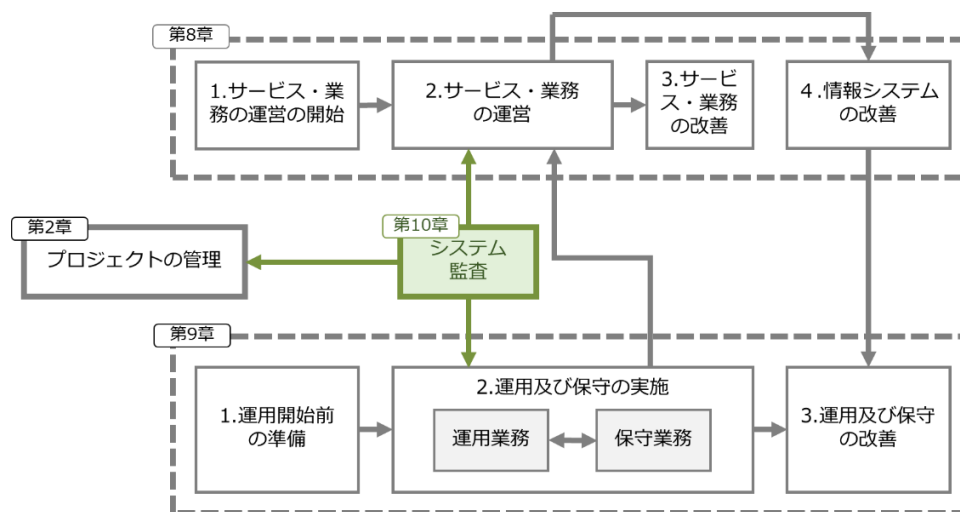 第8章
1.サービス・業
務の運営の開始
2.サービス・業務
の運営
3.サービ
ス・業務
の改善
４.情報システム
の改善
第2章
プロジェクトの管理
第10章
システム
監査
第9章
1.運用開始前
の準備
2.運用及び保守の実施
運用業務
保守業務
3.運用及び保守
の改善